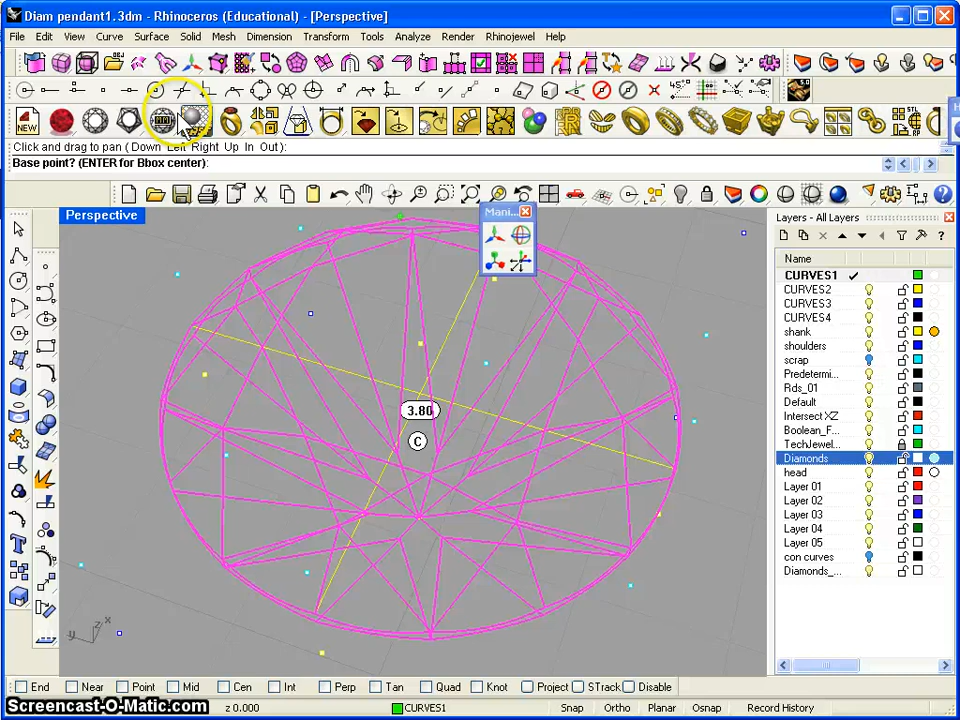 Diam pendant1.3dm - Rhinoceros (Educational) - [Perspective]
File Edit View Curve Surface Solid Mesh Dimension Transform Tools Analyze Render Rhinojewel Help
NEW
Click and drag to pan ( Down Left Right Up In Out ):
Base point? (ENTER for Bbox center):
Perspective
Mani...
Layers - All Layers
Name
CURVES1
CURVES2
CURVES3
CURVES4
shank
shoulders
scrap
Predetermi...
Rds_01
Default
Intersect XZ
Boolean_F...
TechJewel...
Diamonds
head
Layer 01
Layer 02
Layer 03
Layer 04
Layer 05
con curves
Diamonds_...
3.80
C
z
x
y
End Near Point Mid Cen Int Perp Tan Quad Knot Project STrack Disable
Screencast-O-Matic.com z 0.000 CURVES1 Snap Ortho Planar Osnap Record History